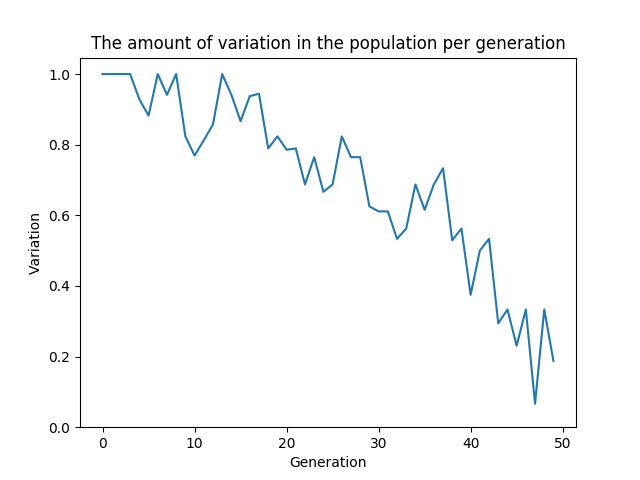 The amount of variation in the population per generation
1.0
0.8
0.6
0.4
0.2
0.0
Variation
0 10 20 30 40 50
Generation